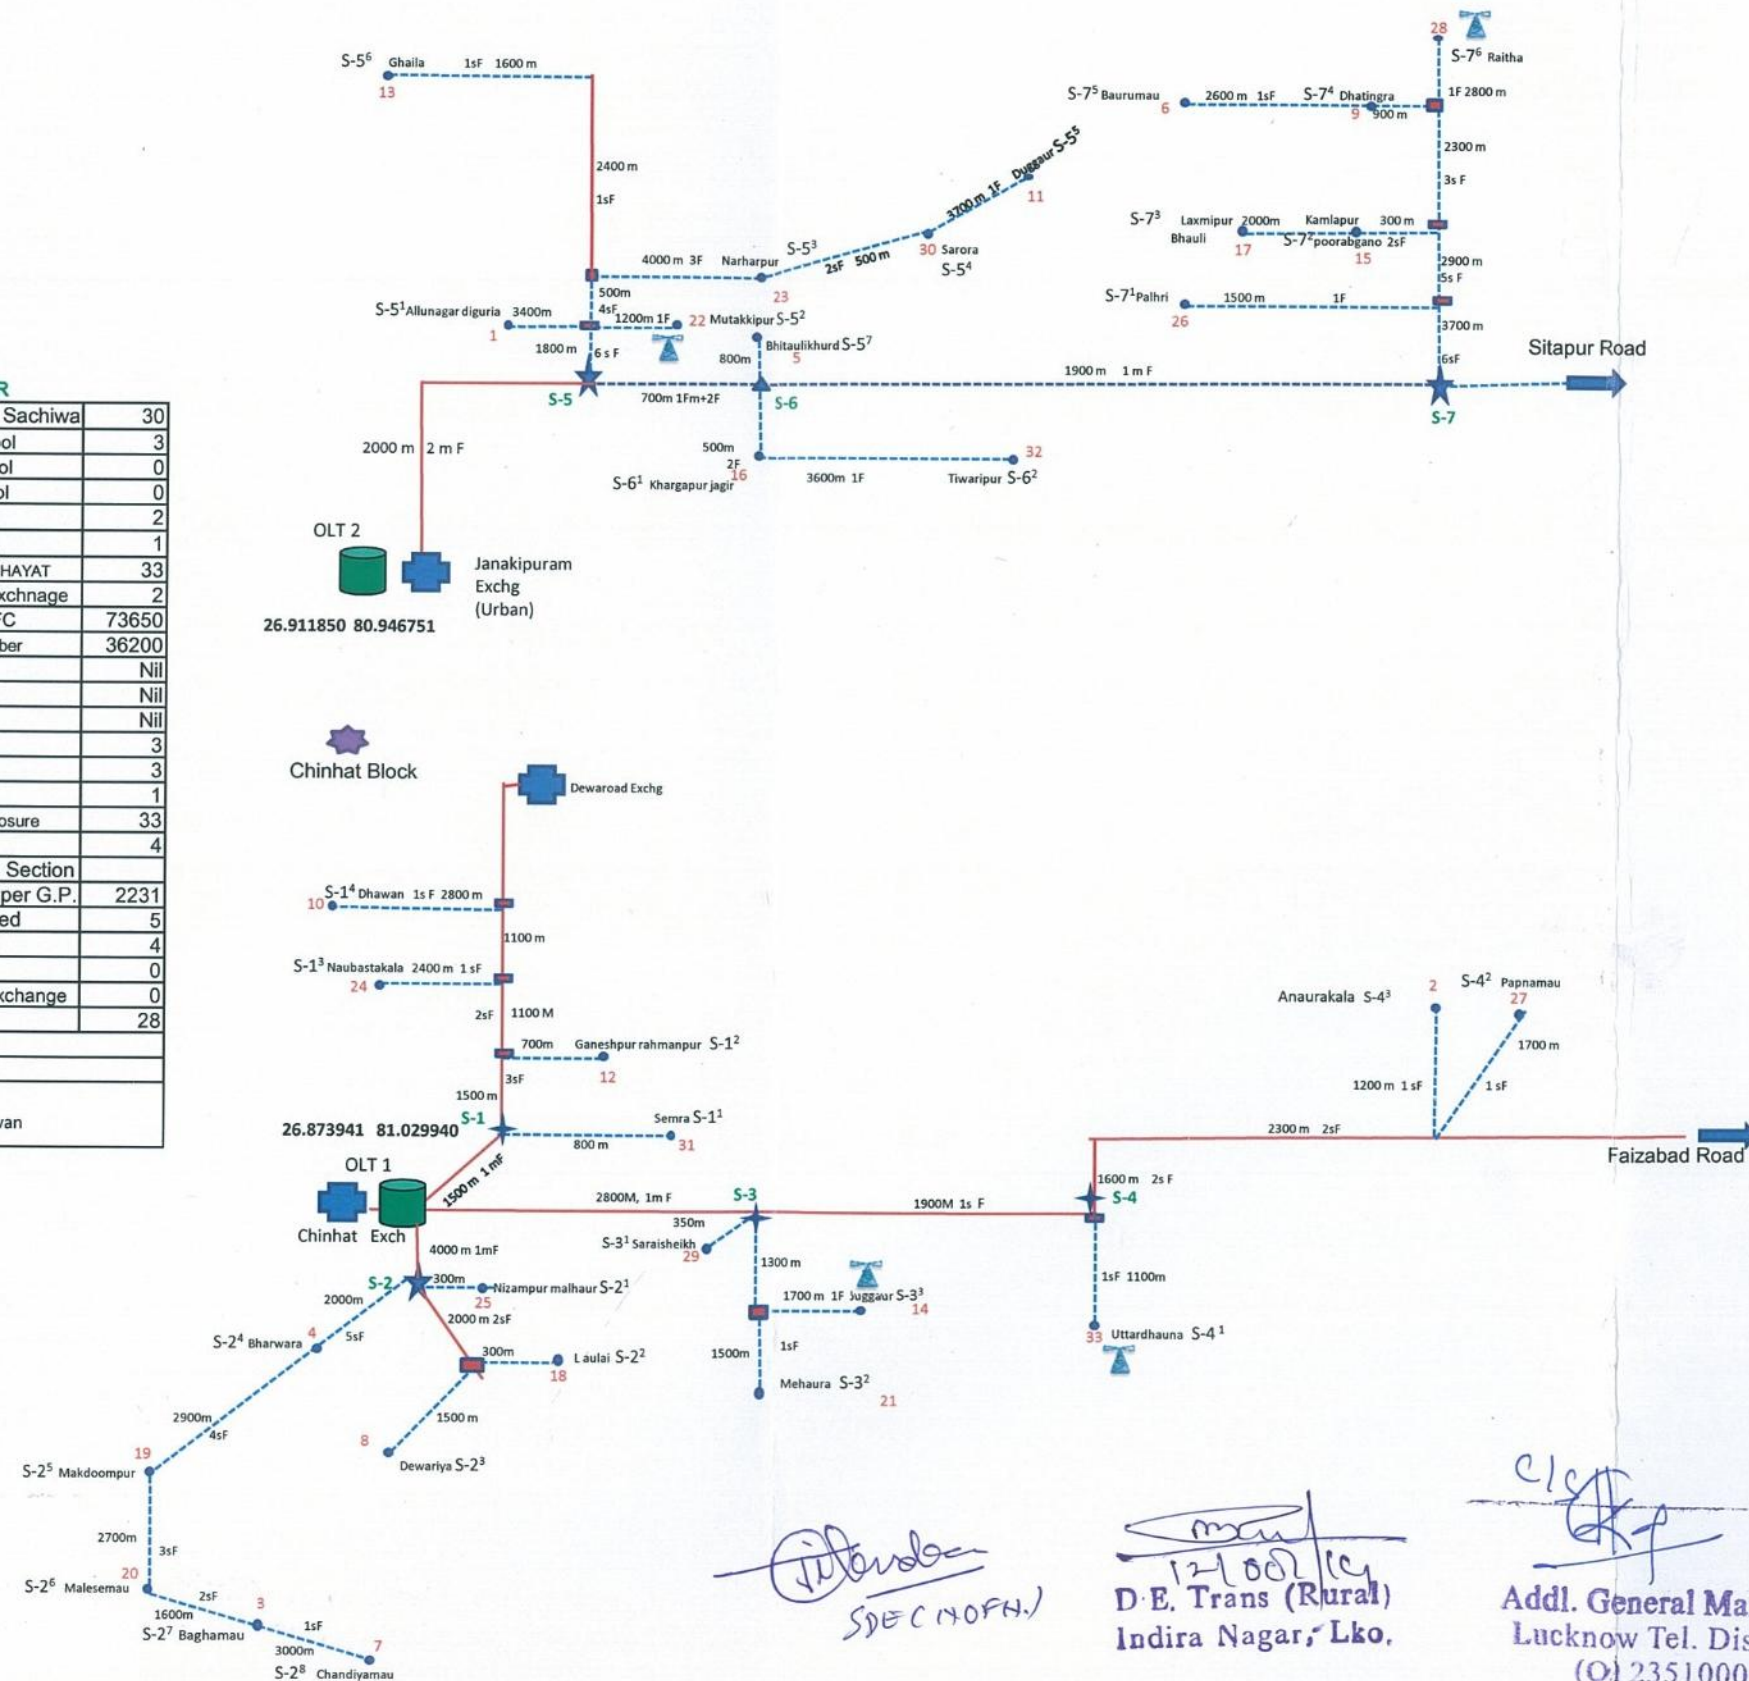 S-5⁶ Ghaila 1sF 1600 m
13
2400 m
1sF
28
S-7⁶ Raitha
S-7⁵ Baurumau 2600 m 1sF S-7⁴ Dhatingra 1F 2800 m
6 9 900 m
2300 m
3s F
3700 m 1F Duggaur S-5⁵
11
S-7³ Laxmipur 2000m Kamlapur 300 m
Bhauli S-7² poorabgano 2sF
17 15
2900 m
5s F
4000 m 3F Narharpur S-5³ 2sF 500 m 30 Sarora
S-5⁴
23
500m
4sF
S-5¹ Allunagar diguria 3400m 1200m 1F 22 Mutakkipur S-5²
1
S-7¹ Palhri 1500 m 1F
26
3700 m
6sF
1800 m 6 s F
Bhitaulikhurd S-5⁷
800m 5
Sitapur Road
1900 m 1 m F
S-5 700m 1Fm+2F S-6 S-7
2000 m 2 m F
500m
2F
16
S-6¹ Khargapur jagir 3600m 1F Tiwaripur S-6²
32
OLT 2
Janakipuram
Exchg
(Urban)
26.911850 80.946751
R
Sachiwa 30
ol 3
ol 0
ol 0
2
1
HAYAT 33
xchnage 2
FC 73650
ber 36200
Nil
Nil
Nil
3
3
1
osure 33
4
Section
per G.P. 2231
ed 5
4
0
xchange 0
28
van
Chinhat Block
Dewaroad Exchg
S-1⁴ Dhawan 1s F 2800 m
10
1100 m
S-1³ Naubastakala 2400 m 1 sF
24
2sF 1100 M
700m Ganeshpur rahmanpur S-1²
12
3sF
1500 m
S-1
Semra S-1¹
800 m 31
26.873941 81.029940
OLT 1
1500 m 1 mF
Chinhat Exch
2800M, 1m F S-3 1900M 1s F S-4
Anaurakala S-4³ 2 S-4² Papnamau
27
1700 m
1200 m 1 sF 1 sF
2300 m 2sF
Faizabad Road
1600 m 2s F
350m
S-3¹ Saraisheikh
29
1300 m
1700 m 1F Juggaur S-3³
14
1sF
1500m
Mehaura S-3²
21
1sF 1100m
33 Uttardhauna S-4¹
4000 m 1mF
S-2 300m Nizampur malhaur S-2¹
25
2000 m 2sF
300m Laulai S-2²
18
1500 m
8
Dewariya S-2³
2000m
5sF
S-2⁴ Bharwara 4
2900m
4sF
19
S-2⁵ Makdoompur
2700m
3sF
20
S-2⁶ Malesemau 2sF
1600m 3
S-2⁷ Baghamau 1sF
3000m 7
S-2⁸ Chandiyamau
SDE (NOFN.)
D.E. Trans (Rural)
Indira Nagar, Lko.
Addl. General Ma
Lucknow Tel. Dis
(O) 2351000